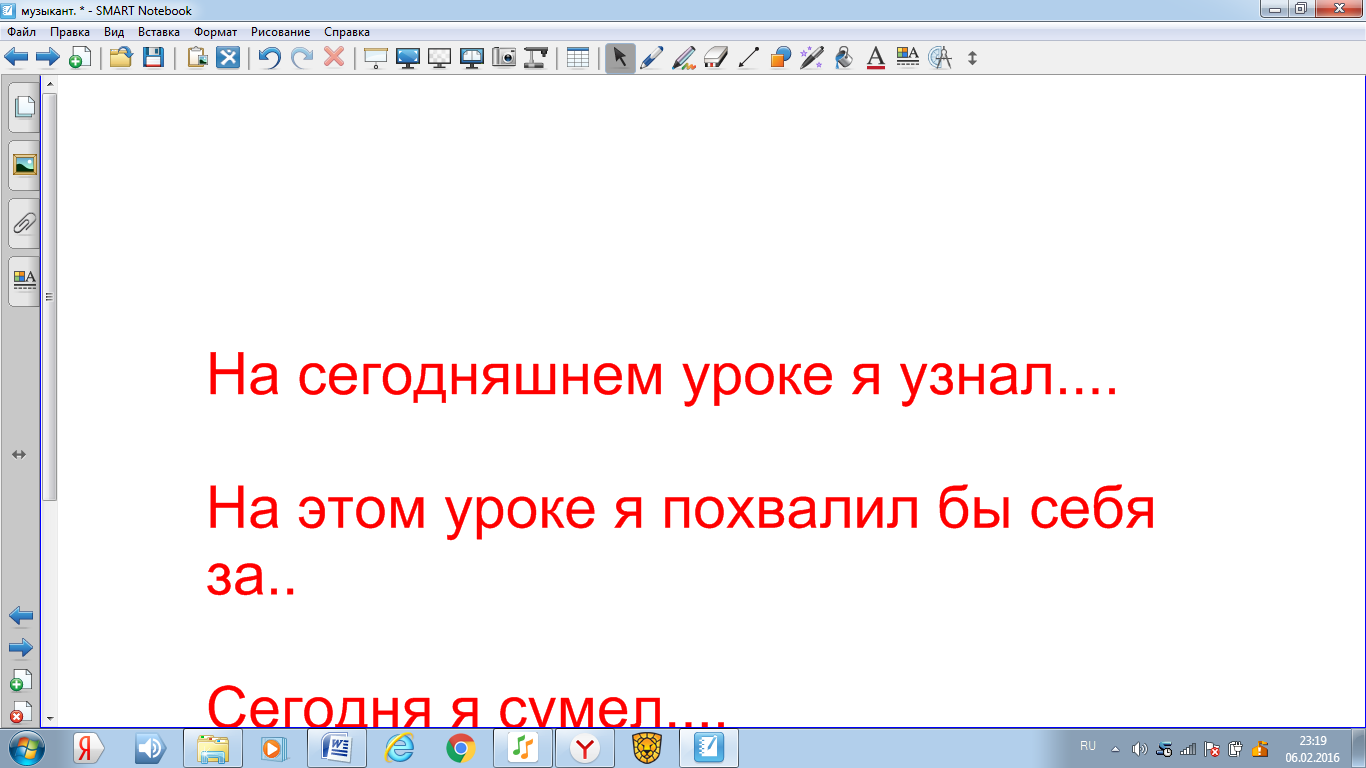 музыкант. * - SMART Notebook
Файл Правка Вид Вставка Формат Рисование Справка
На сегодняшнем уроке я узнал....
На этом уроке я похвалил бы себя
за..
Сегодня я сумел....
RU
23:19
06.02.2016